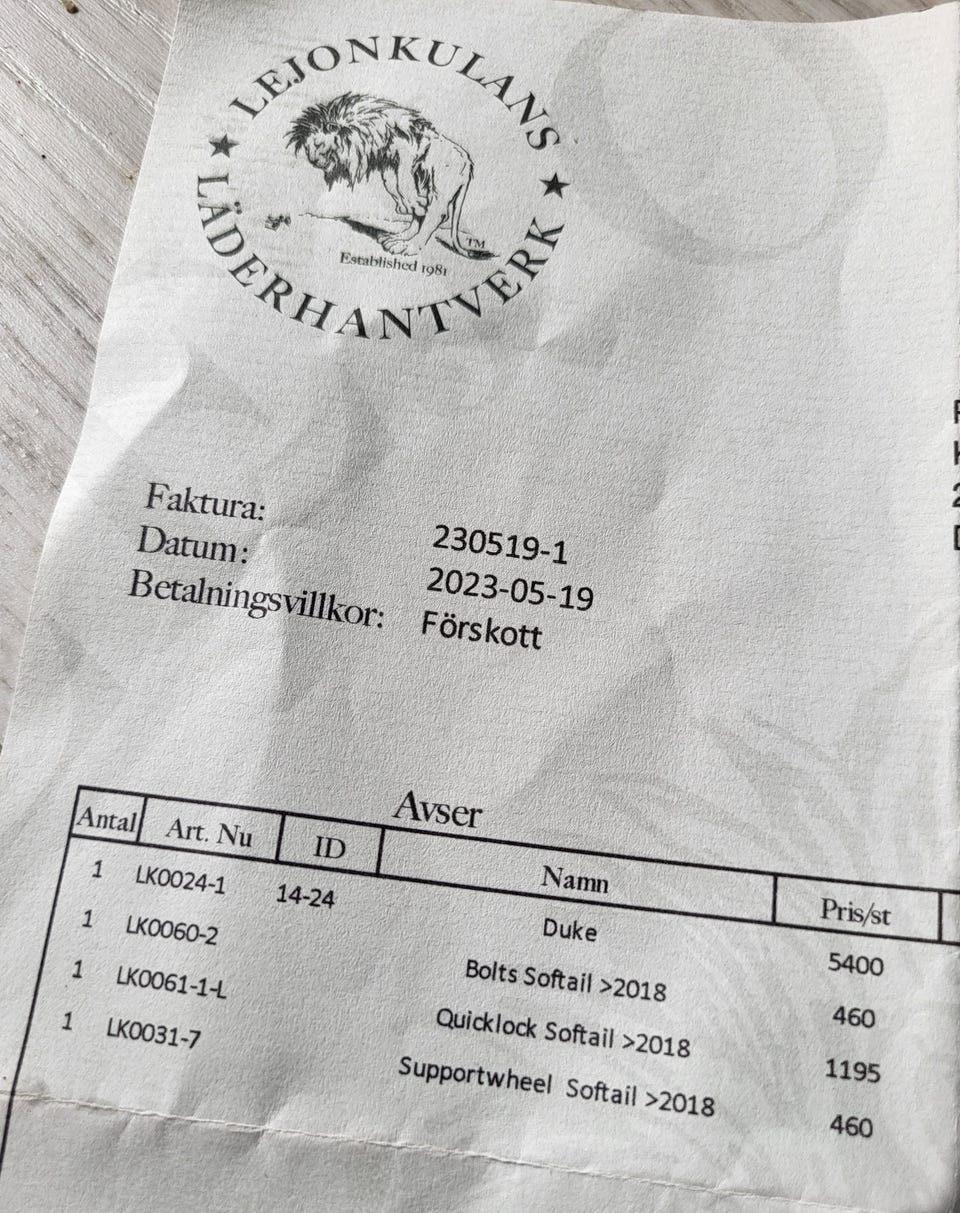 LEJONKULANS
LÄDERHANTVERK
TM
Established 1981
Faktura: 230519-1
Datum: 2023-05-19
Betalningsvillkor: Förskott
Avser
Antal Art. Nu ID Namn Pris/st
1 LK0024-1 14-24 Duke 5400
1 LK0060-2 Bolts Softail >2018 460
1 LK0061-1-L Quicklock Softail >2018 1195
1 LK0031-7 Supportwheel Softail >2018 460